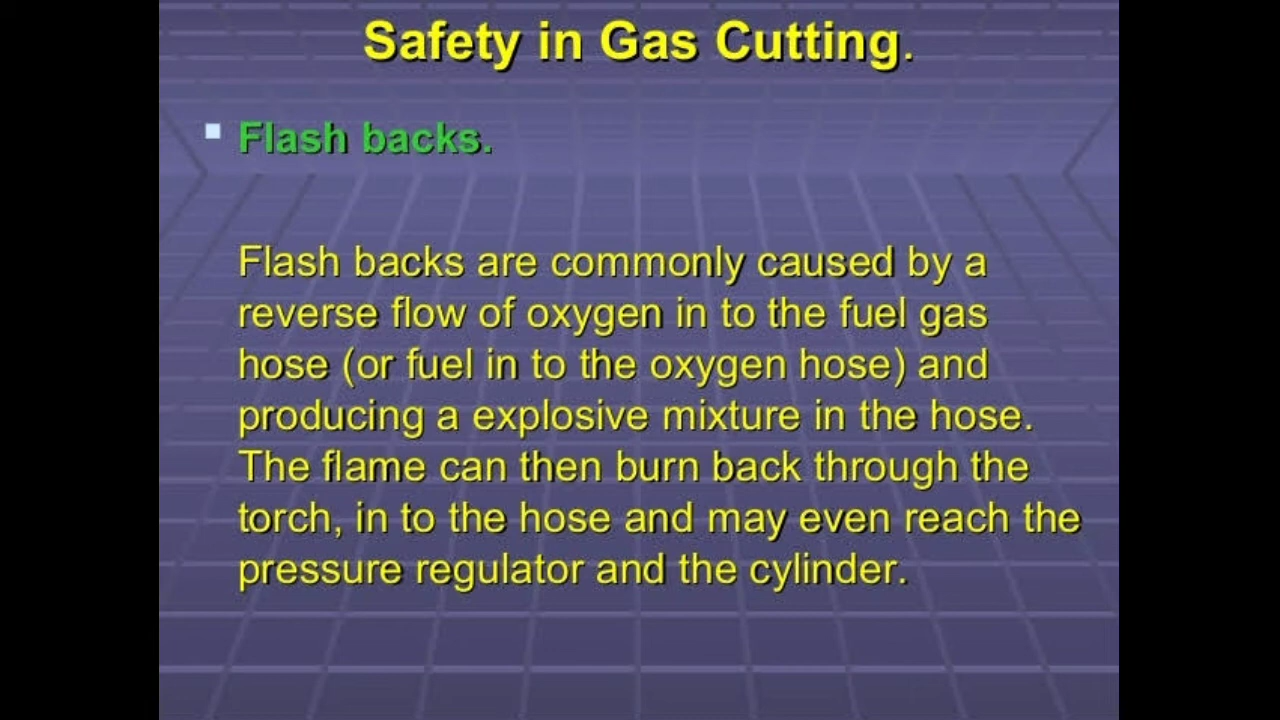 Safety in Gas Cutting.
Flash backs.
Flash backs are commonly caused by a
reverse flow of oxygen in to the fuel gas
hose (or fuel in to the oxygen hose) and
producing a explosive mixture in the hose.
The flame can then burn back through the
torch, in to the hose and may even reach the
pressure regulator and the cylinder.